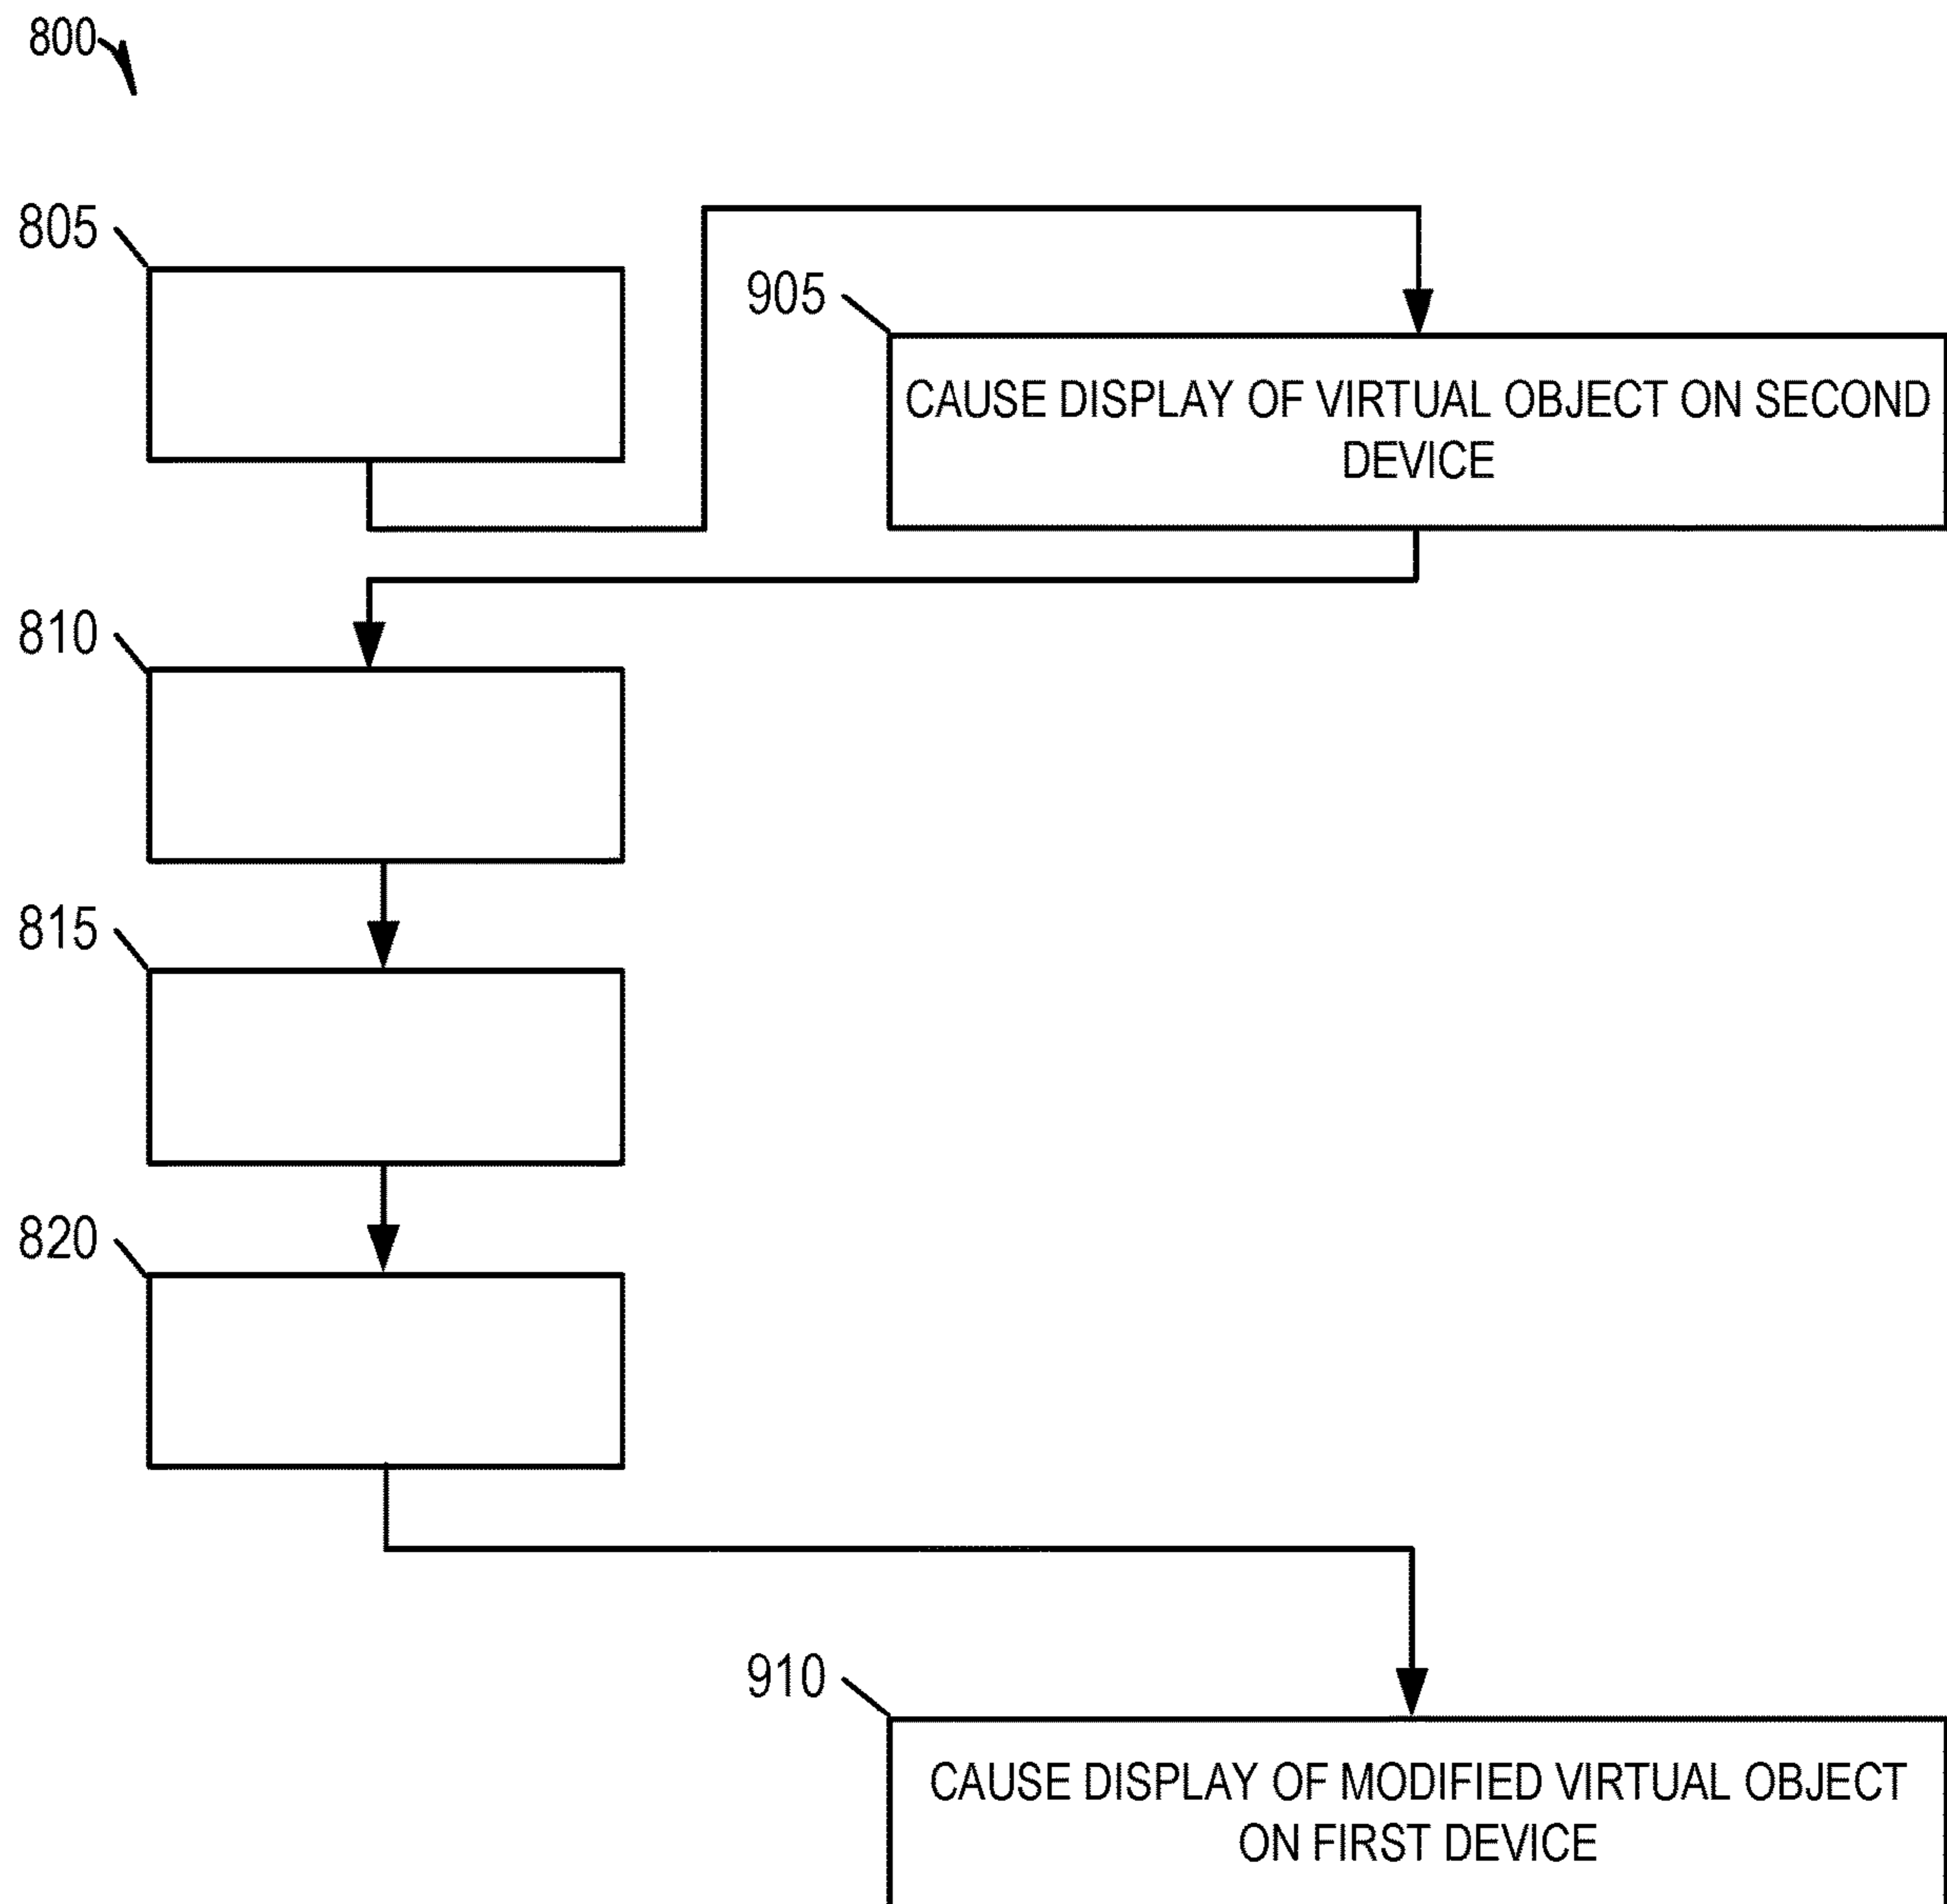 800
805
905
CAUSE DISPLAY OF VIRTUAL OBJECT ON SECOND
DEVICE
810
815
820
910
CAUSE DISPLAY OF MODIFIED VIRTUAL OBJECT
ON FIRST DEVICE